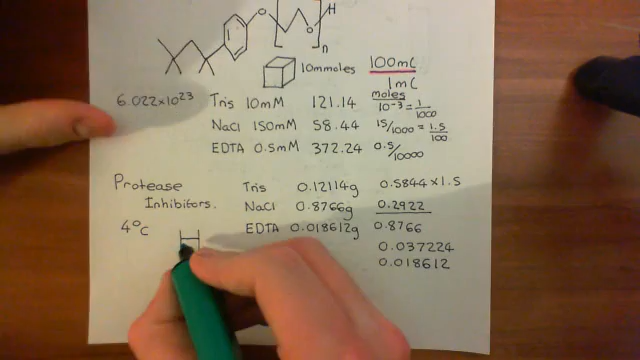 O
H
O
n
10mmoles
100ml
1ml
moles
6.022x10²³
Tris 10mM 121.14 10⁻³ = 1/1000
NaCl 150mM 58.44 15/1000 = 1.5/100
EDTA 0.5mM 372.24 0.5/10000
Protease
Inhibitors.
4°C
Tris 0.12114g 0.5844 x 1.5
NaCl 0.8766g 0.2922
EDTA 0.018612g 0.8766
0.037224
0.018612